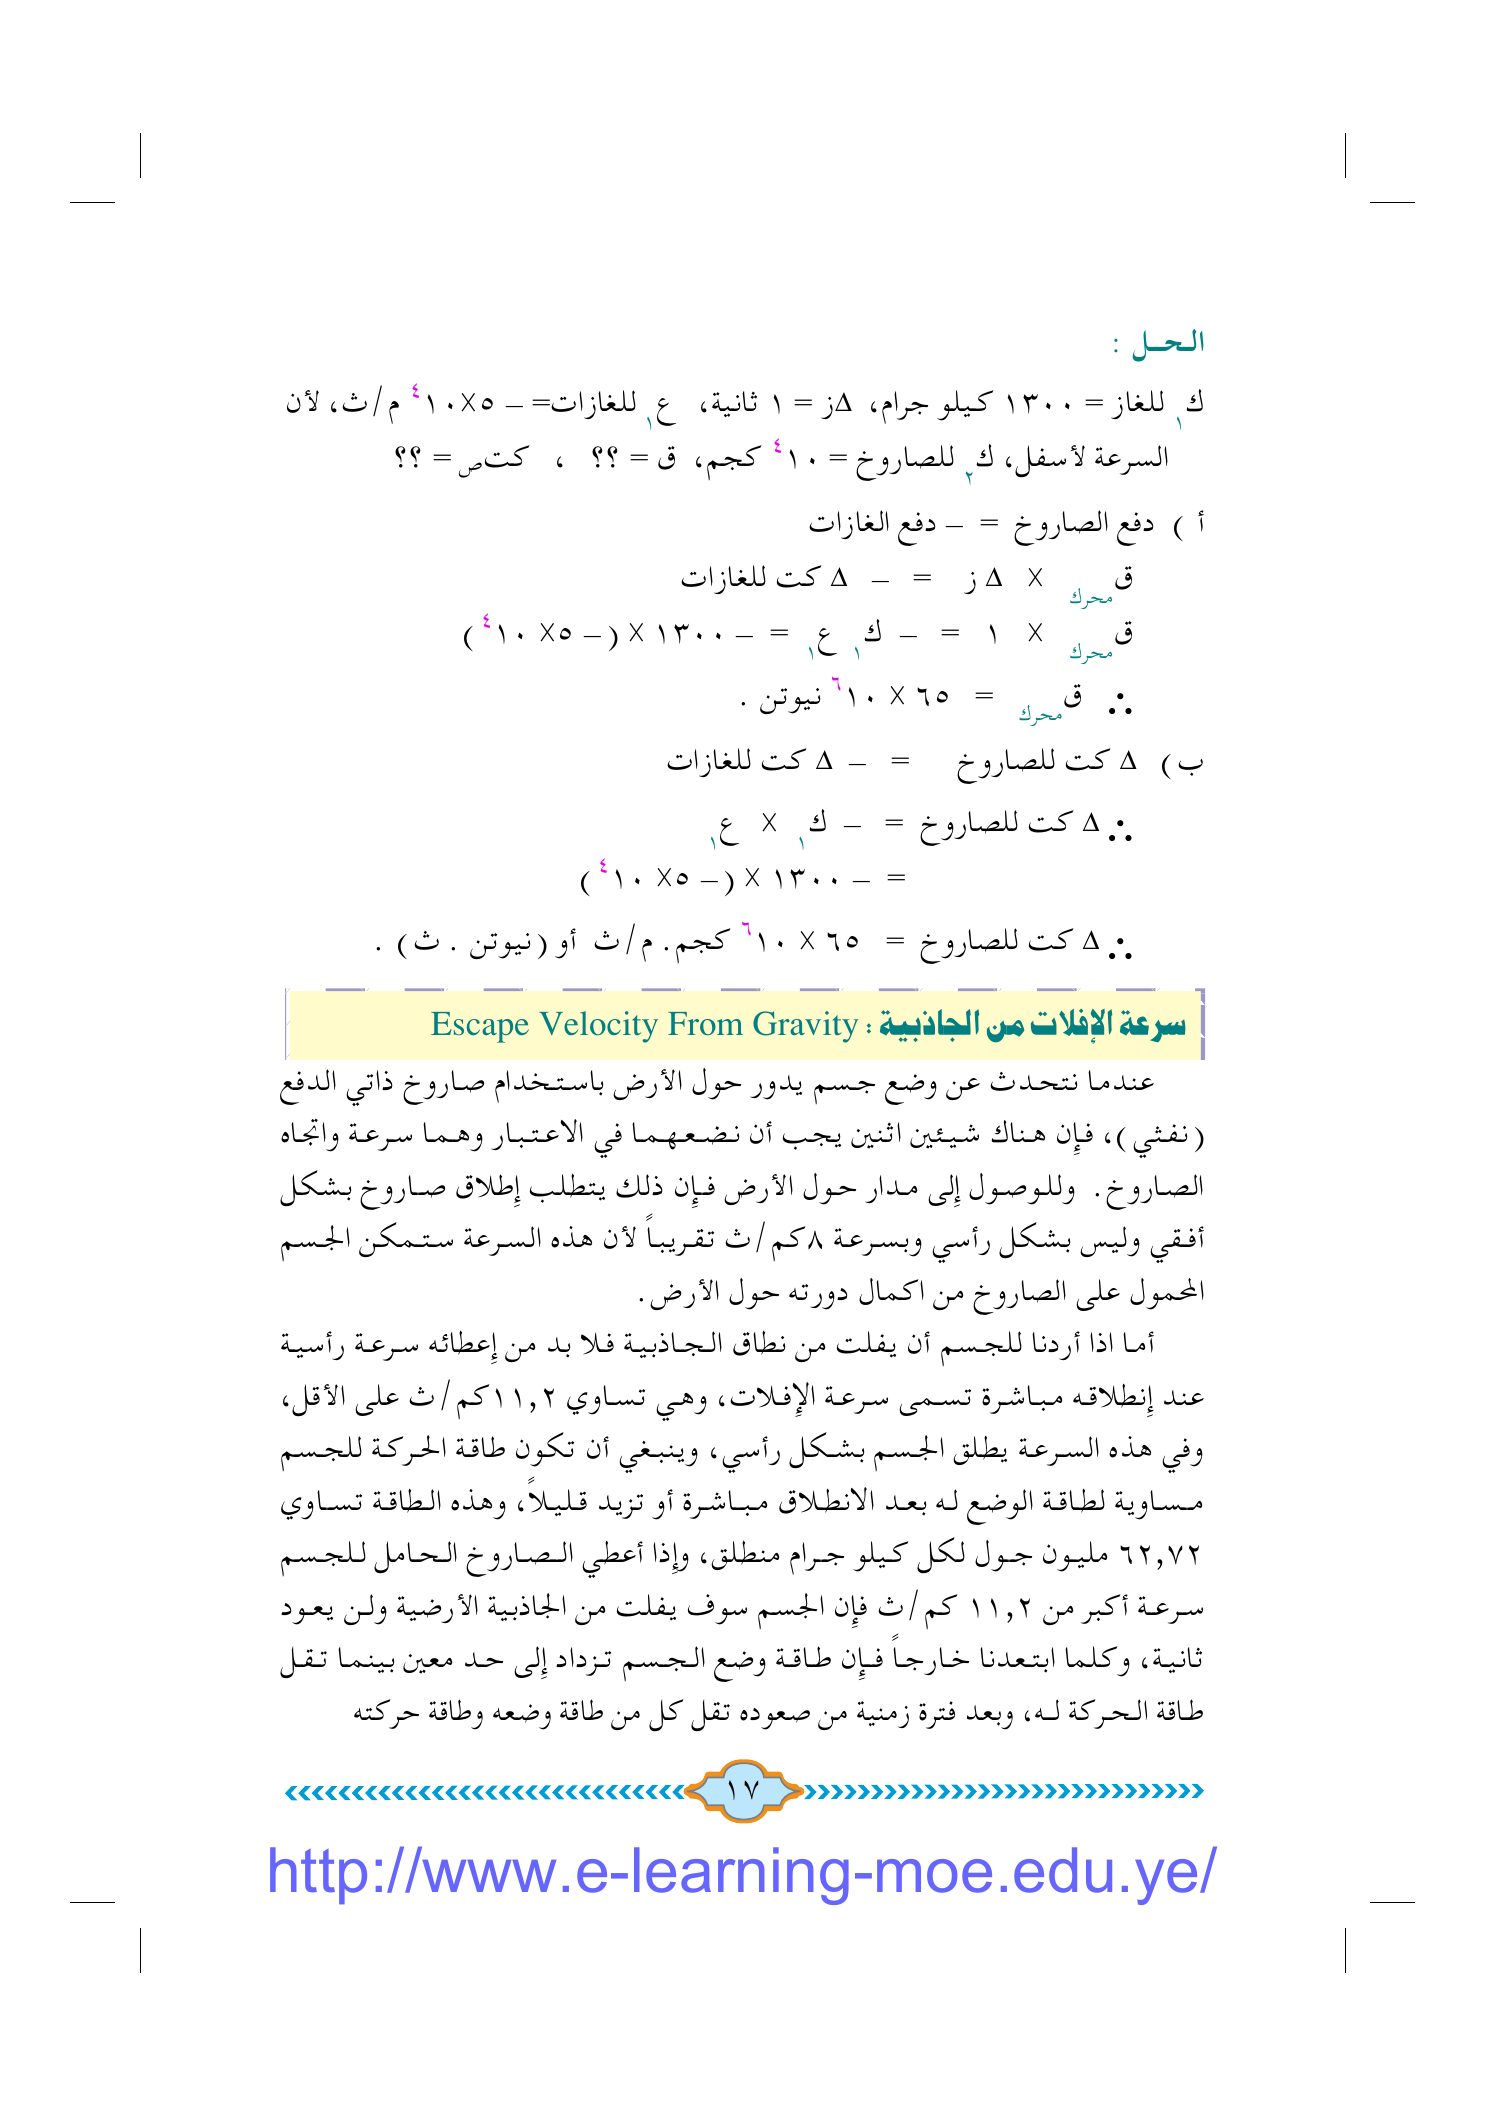 الـحــل :
ك١ للغاز = ١٣٠٠ كيلو جرام، Δز = ١ ثانية، ع١ للغازات= – ٥×١٠٤ م/ث، لأن
السرعة لأسفل، ك٢ للصاروخ = ١٠٤ كجم، ق = ؟؟ ، كتص = ؟؟
أ ) دفع الصاروخ = – دفع الغازات
قمحرك × Δ ز = – Δ كت للغازات
قمحرك × ١ = – ك١ ع١ = – ١٣٠٠ × (– ٥× ١٠٤)
∴ قمحرك = ٦٥ × ١٠٦ نيوتن .
ب) Δ كت للصاروخ = – Δ كت للغازات
∴ Δ كت للصاروخ = – ك١ × ع١
= – ١٣٠٠ × (– ٥× ١٠٤)
∴ Δ كت للصاروخ = ٦٥ × ١٠٦ كجم. م/ث أو (نيوتن . ث) .
سرعة الإفلات من الجاذبية : Escape Velocity From Gravity
عندما نتحدث عن وضع جسم يدور حول الأرض باستخدام صاروخ ذاتي الدفع
(نفثي)، فإن هناك شيئين اثنين يجب أن نضعهما في الاعتبار وهما سرعة واتجاه
الصاروخ. وللوصول إلى مدار حول الأرض فإن ذلك يتطلب إطلاق صاروخ بشكل
أفقي وليس بشكل رأسي وبسرعة ٨كم/ث تقريباً لأن هذه السرعة ستمكن الجسم
المحمول على الصاروخ من اكمال دورته حول الأرض.
أما اذا أردنا للجسم أن يفلت من نطاق الجاذبية فلا بد من إعطائه سرعة رأسية
عند إنطلاقه مباشرة تسمى سرعة الإفلات، وهي تساوي ١١,٢كم/ث على الأقل،
وفي هذه السرعة يطلق الجسم بشكل رأسي، وينبغي أن تكون طاقة الحركة للجسم
مساوية لطاقة الوضع له بعد الانطلاق مباشرة أو تزيد قليلاً، وهذه الطاقة تساوي
٦٢,٧٢ مليون جول لكل كيلو جرام منطلق، وإذا أعطي الصاروخ الحامل للجسم
سرعة أكبر من ١١,٢ كم/ث فإن الجسم سوف يفلت من الجاذبية الأرضية ولن يعود
ثانية، وكلما ابتعدنا خارجاً فإن طاقة وضع الجسم تزداد إلى حد معين بينما تقل
طاقة الحركة له، وبعد فترة زمنية من صعوده تقل كل من طاقة وضعه وطاقة حركته
١٧
http://www.e-learning-moe.edu.ye/